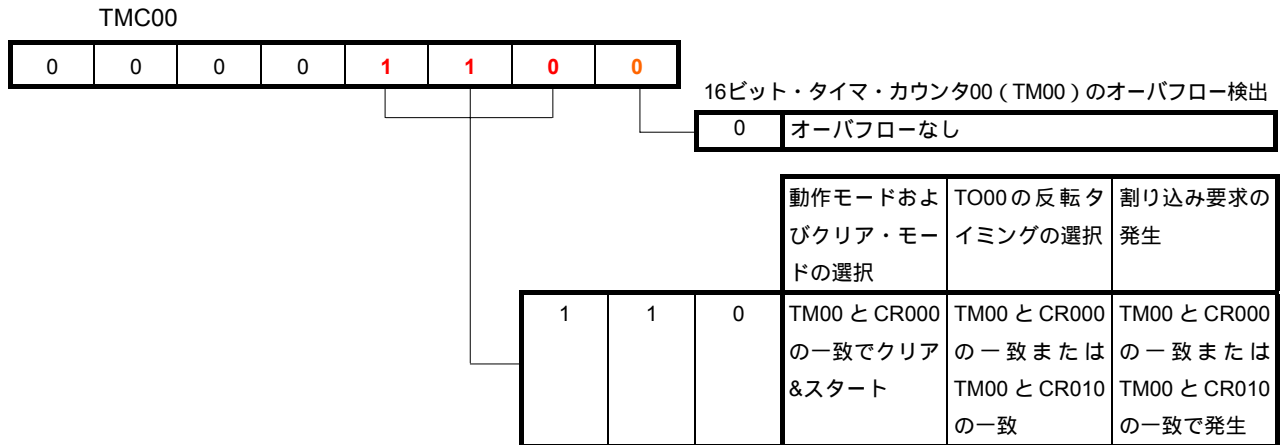 TMC00
0 0 0 0 1 1 0 0
16ビット・タイマ・カウンタ00（TM00）のオーバフロー検出
0 オーバフローなし
動作モードおよ
びクリア・モー
ドの選択
TO00の反転タ
イミングの選択
割り込み要求の
発生
1 1 0
TM00 と CR000
の一致でクリア
&スタート
TM00 と CR000
の一致または
TM00 と CR010
の一致
TM00 と CR000
の一致または
TM00 と CR010
の一致で発生